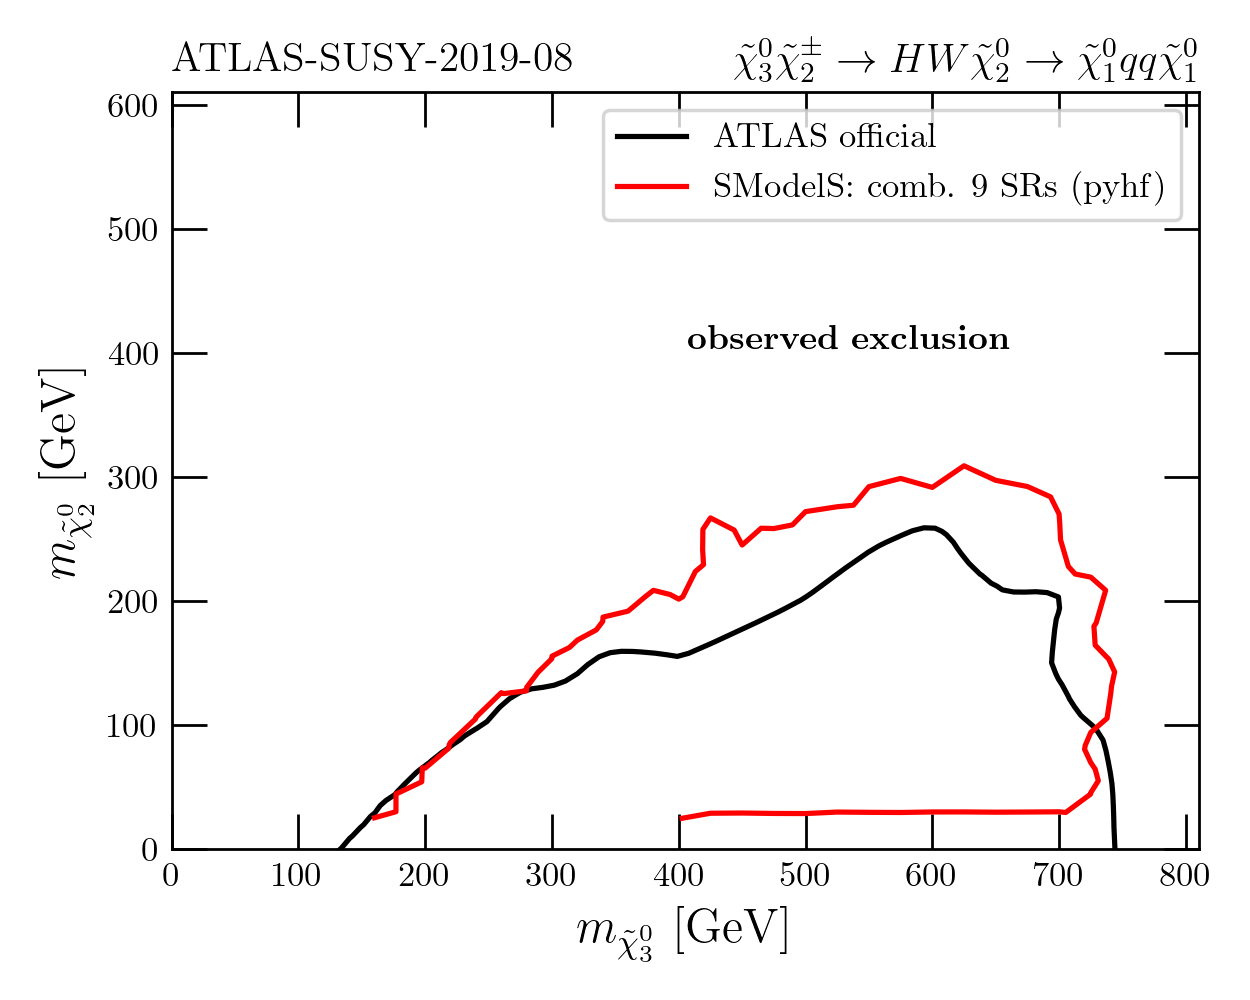 ATLAS-SUSY-2019-08
χ̃₃⁰χ̃₂± → HWχ̃₂⁰ → χ̃₁⁰qqχ̃₁⁰
ATLAS official
SModelS: comb. 9 SRs (pyhf)
observed exclusion
600
500
400
300
200
100
0
m_χ̃₂⁰ [GeV]
0 100 200 300 400 500 600 700 800
m_χ̃₃⁰ [GeV]